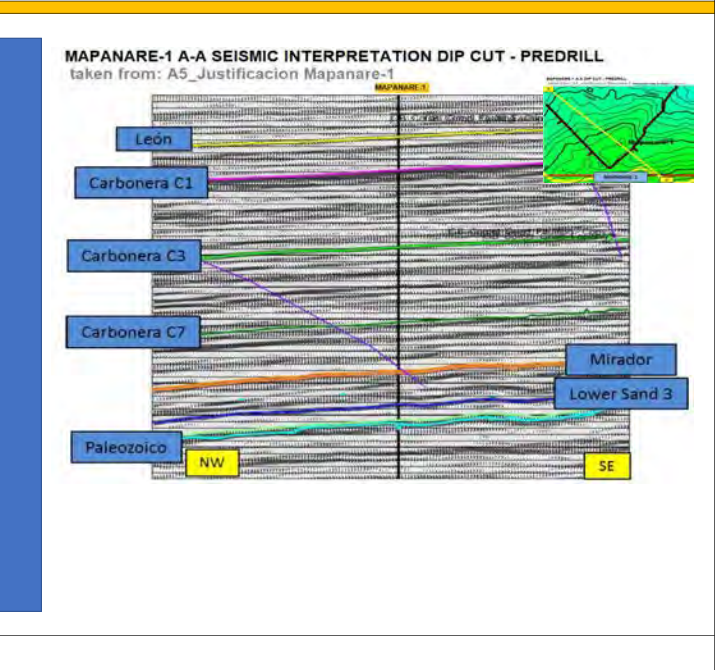 MAPANARE-1 A-A SEISMIC INTERPRETATION DIP CUT - PREDRILL
taken from: A5_Justificacion Mapanare-1
MAPANARE-1
León
Carbonera C1
Carbonera C3
Carbonera C7
Mirador
Lower Sand 3
Paleozoico
NW
SE